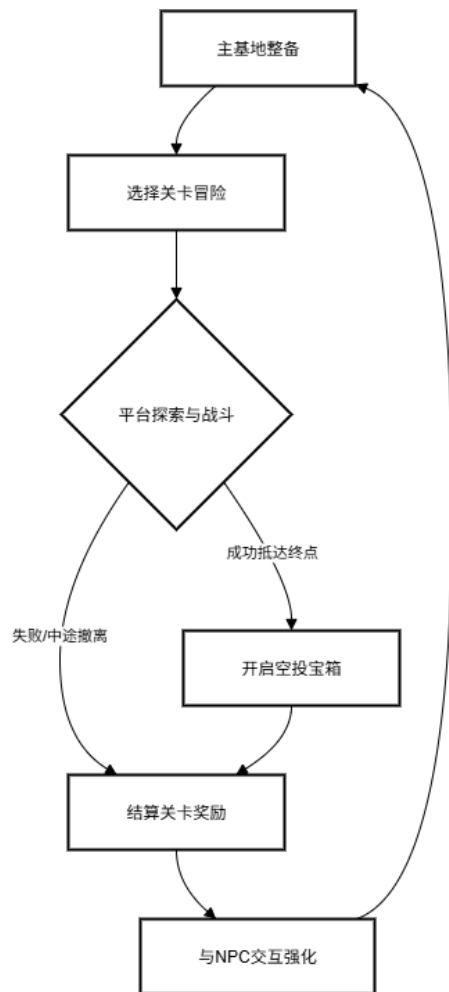 主基地整备
选择关卡冒险
平台探索与战斗
成功抵达终点
失败/中途撤离
开启空投宝箱
结算关卡奖励
与NPC交互强化